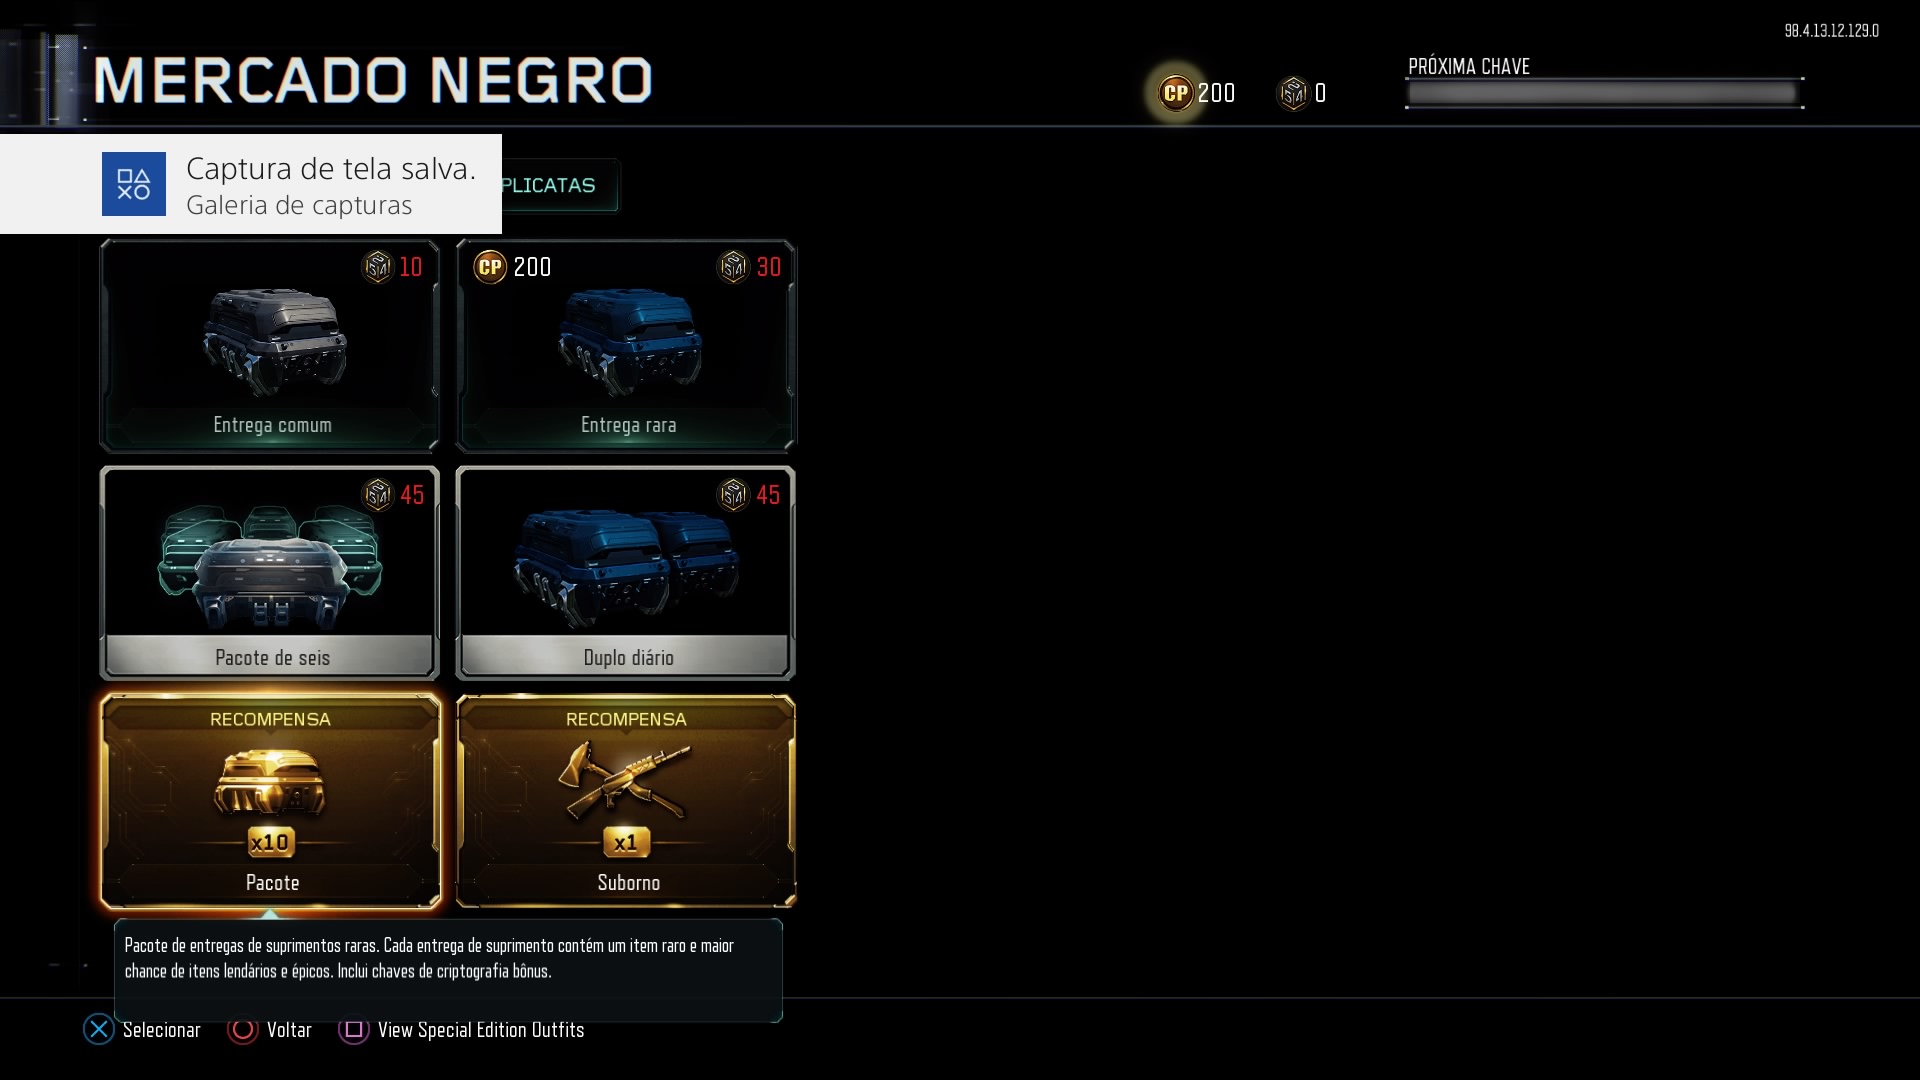 98.4.13.12.129.0
MERCADO NEGRO
CP 200
0
PRÓXIMA CHAVE
Captura de tela salva.
Galeria de capturas
PLICATAS
10
Entrega comum
CP 200
30
Entrega rara
45
Pacote de seis
45
Duplo diário
RECOMPENSA
x10
Pacote
RECOMPENSA
x1
Suborno
Pacote de entregas de suprimentos raras. Cada entrega de suprimento contém um item raro e maior
chance de itens lendários e épicos. Inclui chaves de criptografia bônus.
Selecionar
Voltar
View Special Edition Outfits